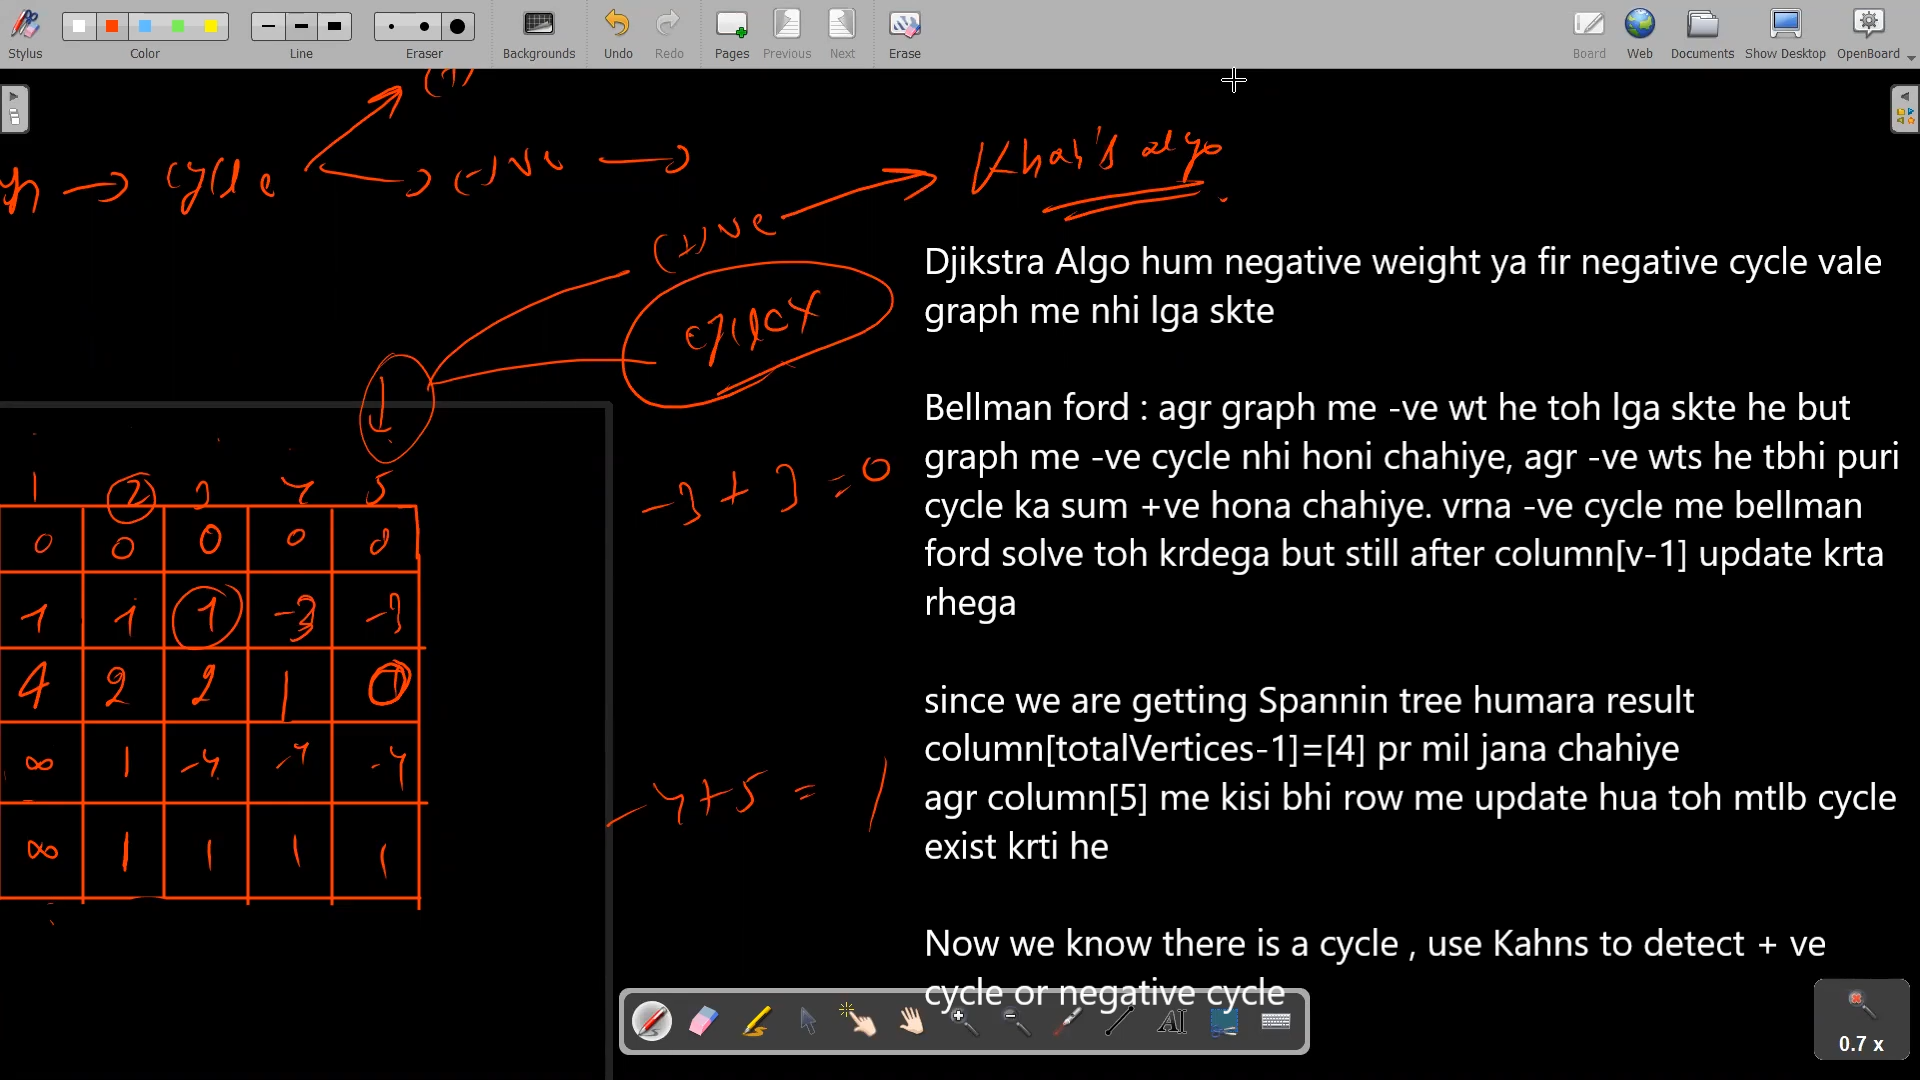 Stylus Color Line Eraser Backgrounds Undo Redo Pages Previous Next Erase Board Web Documents Show Desktop OpenBoard
→ cycle → (-)ve →
(+)ve → Khah's algo
cycle X
Djikstra Algo hum negative weight ya fir negative cycle vale
graph me nhi lga skte
Bellman ford : agr graph me -ve wt he toh lga skte he but
graph me -ve cycle nhi honi chahiye, agr -ve wts he tbhi puri
cycle ka sum +ve hona chahiye. vrna -ve cycle me bellman
ford solve toh krdega but still after column[v-1] update krta
rhega
since we are getting Spannin tree humara result
column[totalVertices-1]=[4] pr mil jana chahiye
agr column[5] me kisi bhi row me update hua toh mtlb cycle
exist krti he
Now we know there is a cycle , use Kahns to detect + ve
cycle or negative cycle
1 2 3 4 5
0 0 0 0 0
1 1 1 -3 -3
4 2 2 1
∞ 1 -4 -4 -4
∞ 1 1 1 1
-3 + 3 = 0
-4+5 = 1
0.7 x